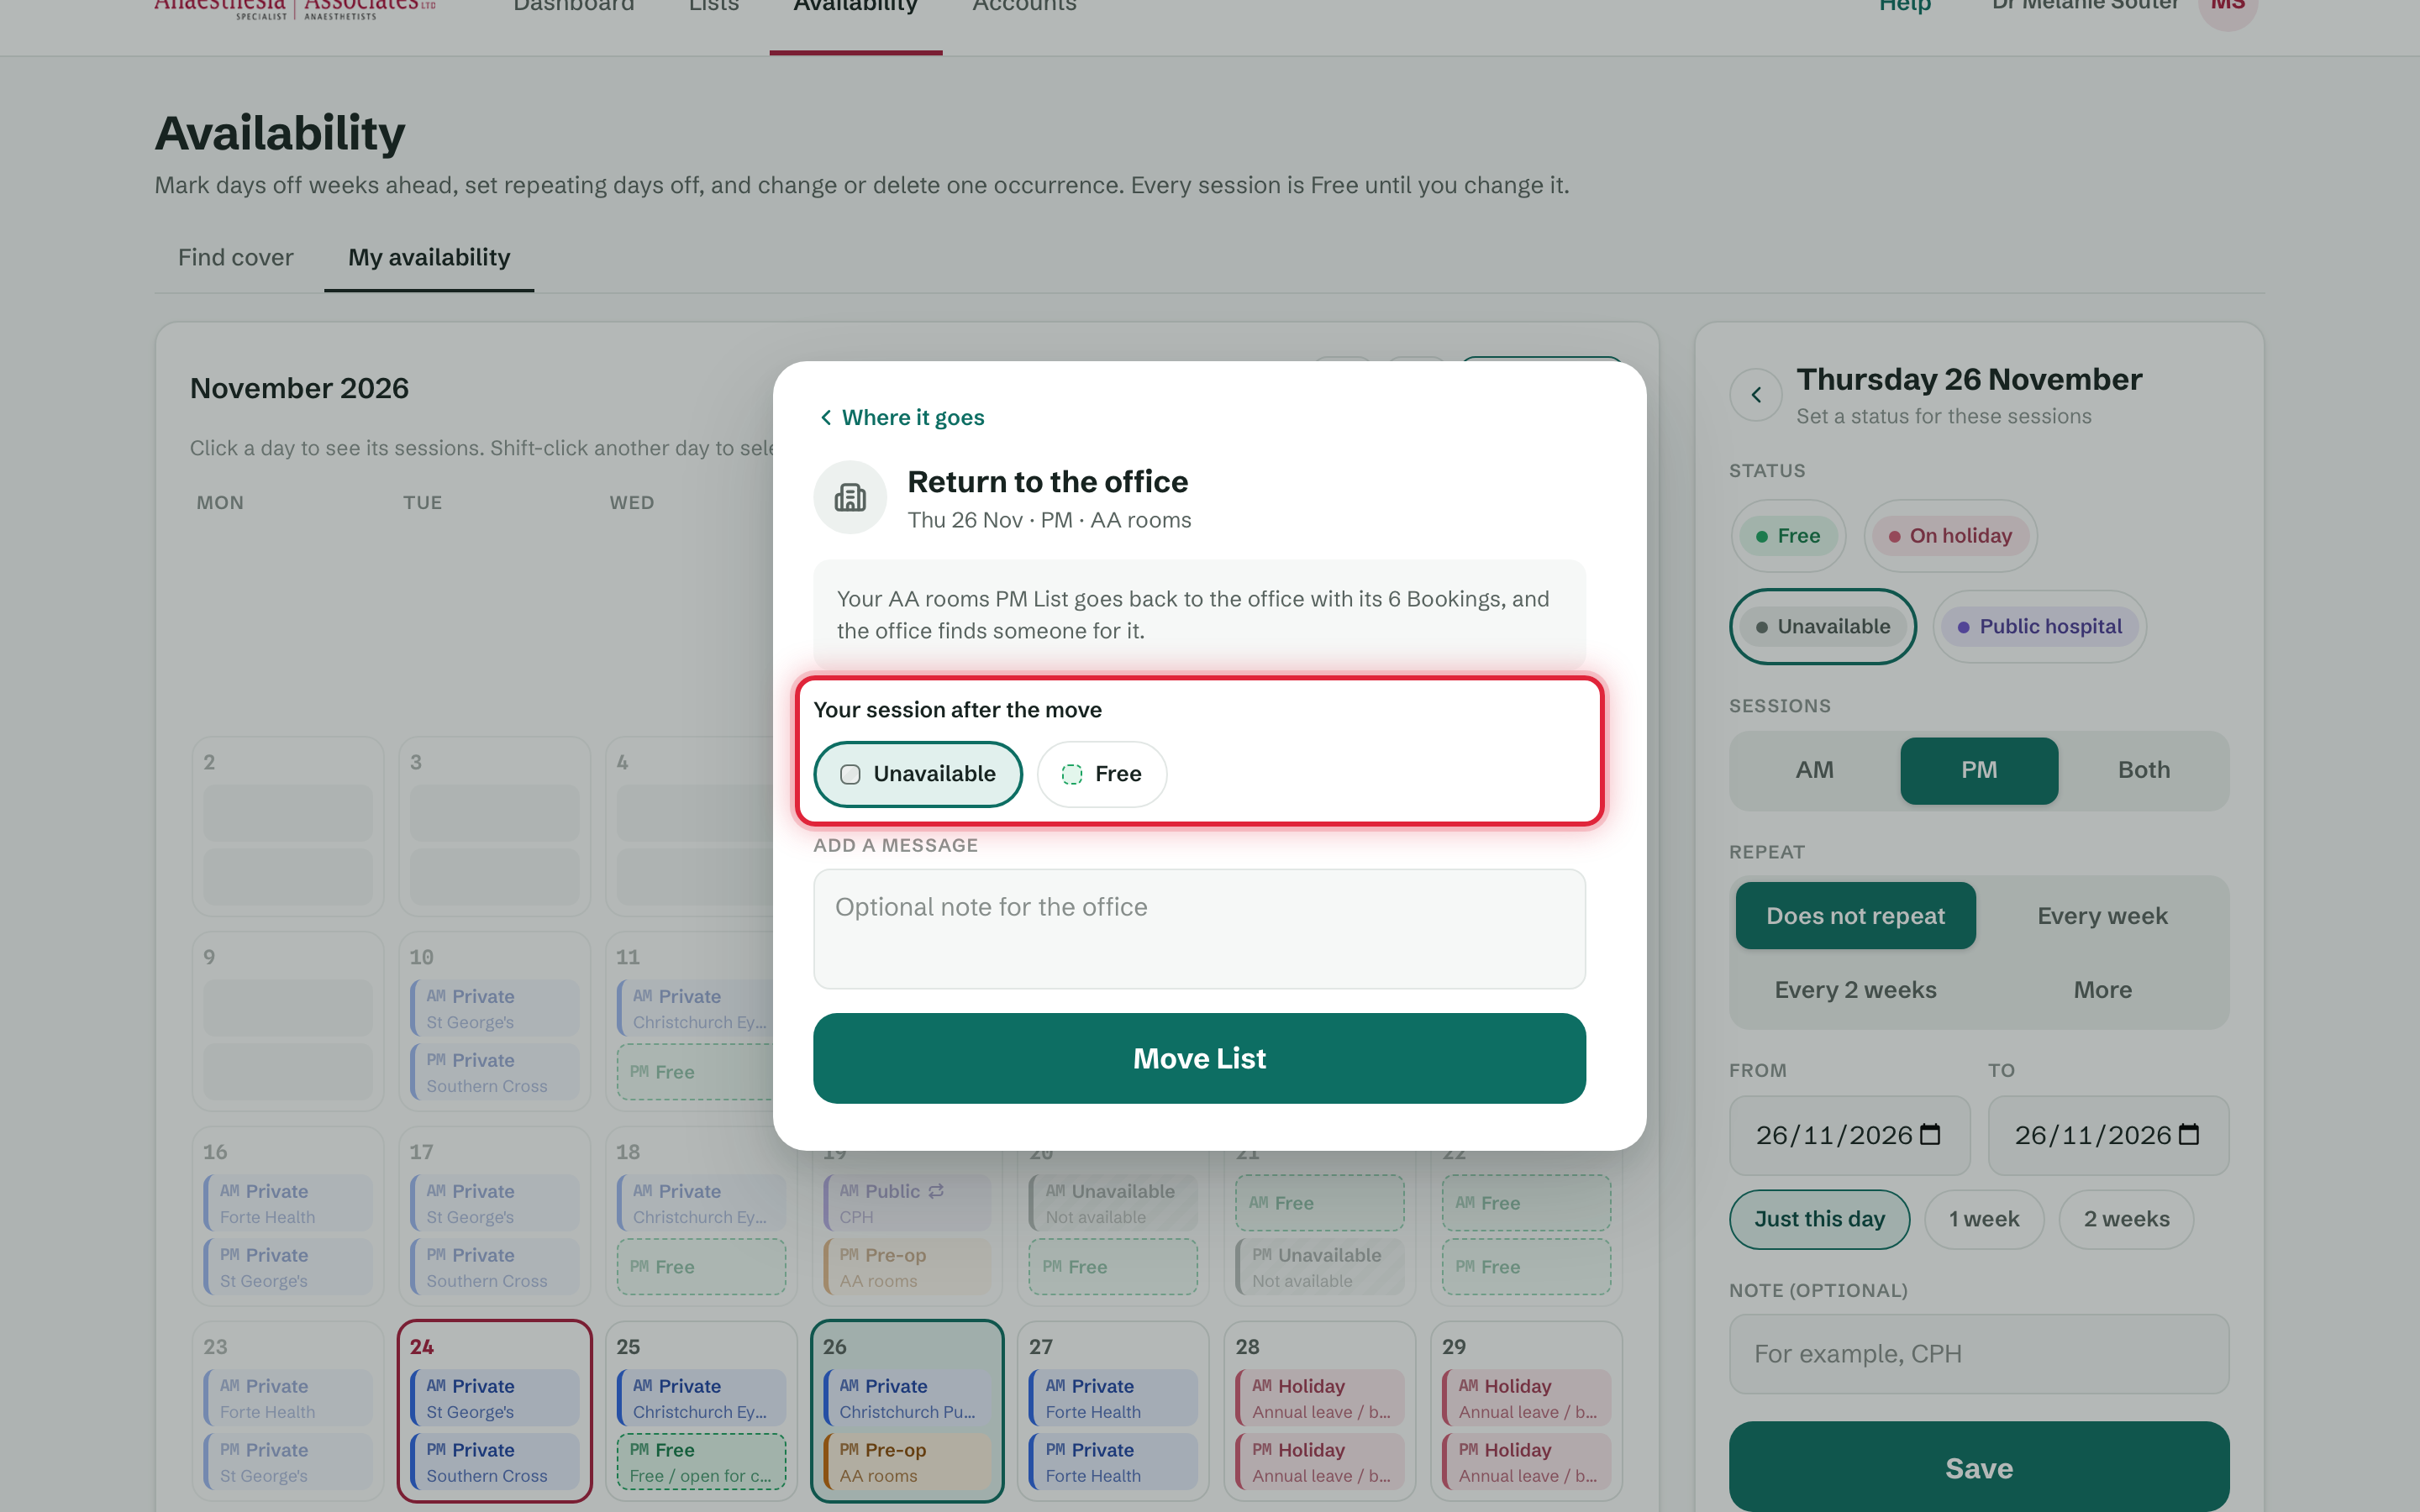 Anaesthesia Associates LTD
SPECIALIST ANAESTHETISTS
Dashboard
Lists
Availability
Accounts
Help
Dr Melanie Souter
MS
Availability
Mark days off weeks ahead, set repeating days off, and change or delete one occurrence. Every session is Free until you change it.
Find cover
My availability
November 2026
Click a day to see its sessions. Shift-click another day to sele
MON
TUE
WED
2
3
4
9
10
AM Private
St George's
PM Private
Southern Cross
11
AM Private
Christchurch Ey...
PM Free
16
AM Private
Forte Health
PM Private
St George's
17
AM Private
St George's
PM Private
Southern Cross
18
AM Private
Christchurch Ey...
PM Free
19
AM Public
CPH
PM Pre-op
AA rooms
20
AM Unavailable
Not available
PM Free
21
AM Free
PM Unavailable
Not available
22
AM Free
PM Free
23
AM Private
Forte Health
PM Private
St George's
24
AM Private
St George's
PM Private
Southern Cross
25
AM Private
Christchurch Ey...
PM Free
Free / open for c...
26
AM Private
Christchurch Pu...
PM Pre-op
AA rooms
27
AM Private
Forte Health
PM Private
Forte Health
28
AM Holiday
Annual leave / b...
PM Holiday
Annual leave / b...
29
AM Holiday
Annual leave / b...
PM Holiday
Annual leave / b...
Where it goes
Return to the office
Thu 26 Nov · PM · AA rooms
Your AA rooms PM List goes back to the office with its 6 Bookings, and
the office finds someone for it.
Your session after the move
Unavailable
Free
ADD A MESSAGE
Optional note for the office
Move List
Thursday 26 November
Set a status for these sessions
STATUS
Free
On holiday
Unavailable
Public hospital
SESSIONS
AM
PM
Both
REPEAT
Does not repeat
Every week
Every 2 weeks
More
FROM
TO
26/11/2026
26/11/2026
Just this day
1 week
2 weeks
NOTE (OPTIONAL)
For example, CPH
Save